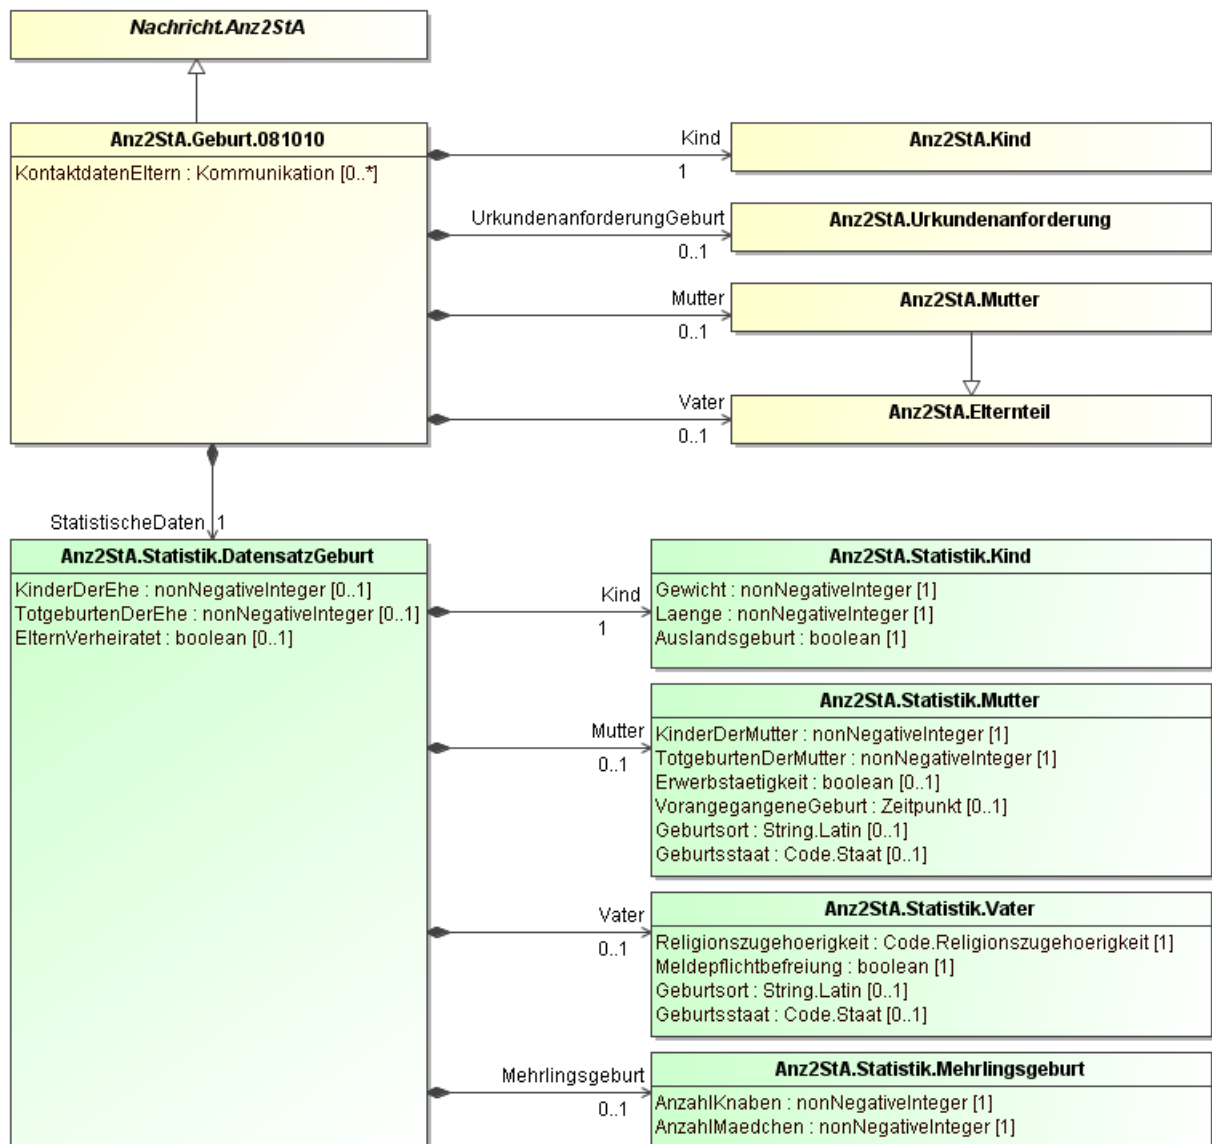 Nachricht.Anz2StA
Anz2StA.Geburt.081010
KontaktdatenEltern : Kommunikation [0..*]
Kind
1
Anz2StA.Kind
UrkundenanforderungGeburt
0..1
Anz2StA.Urkundenanforderung
Mutter
0..1
Anz2StA.Mutter
Vater
0..1
Anz2StA.Elternteil
StatistischeDaten 1
Anz2StA.Statistik.DatensatzGeburt
KinderDerEhe : nonNegativeInteger [0..1]
TotgeburtenDerEhe : nonNegativeInteger [0..1]
ElternVerheiratet : boolean [0..1]
Kind
1
Anz2StA.Statistik.Kind
Gewicht : nonNegativeInteger [1]
Laenge : nonNegativeInteger [1]
Auslandsgeburt : boolean [1]
Mutter
0..1
Anz2StA.Statistik.Mutter
KinderDerMutter : nonNegativeInteger [1]
TotgeburtenDerMutter : nonNegativeInteger [1]
Erwerbstaetigkeit : boolean [0..1]
VorangegangeneGeburt : Zeitpunkt [0..1]
Geburtsort : String.Latin [0..1]
Geburtsstaat : Code.Staat [0..1]
Vater
0..1
Anz2StA.Statistik.Vater
Religionszugehoerigkeit : Code.Religionszugehoerigkeit [1]
Meldepflichtbefreiung : boolean [1]
Geburtsort : String.Latin [0..1]
Geburtsstaat : Code.Staat [0..1]
Mehrlingsgeburt
0..1
Anz2StA.Statistik.Mehrlingsgeburt
AnzahlKnaben : nonNegativeInteger [1]
AnzahlMaedchen : nonNegativeInteger [1]